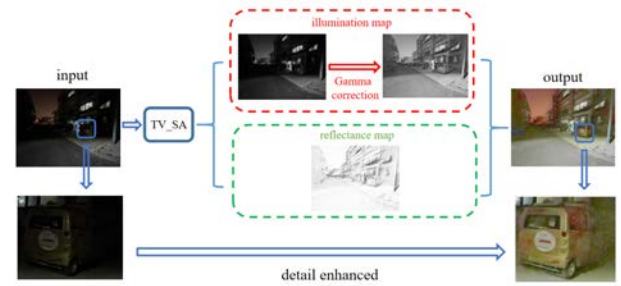 illumination map
input
output
Gamma
correction
TV_SA
reflectance map
detail enhanced